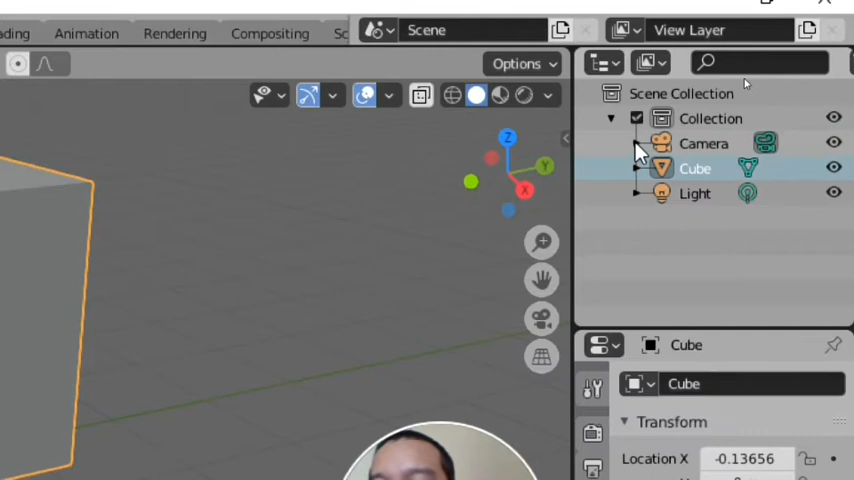 ading Animation Rendering Compositing Sc Scene View Layer
Options
Scene Collection
Collection
Camera
Cube
Light
Z
Y
X
Cube
Cube
Transform
Location X -0.13656